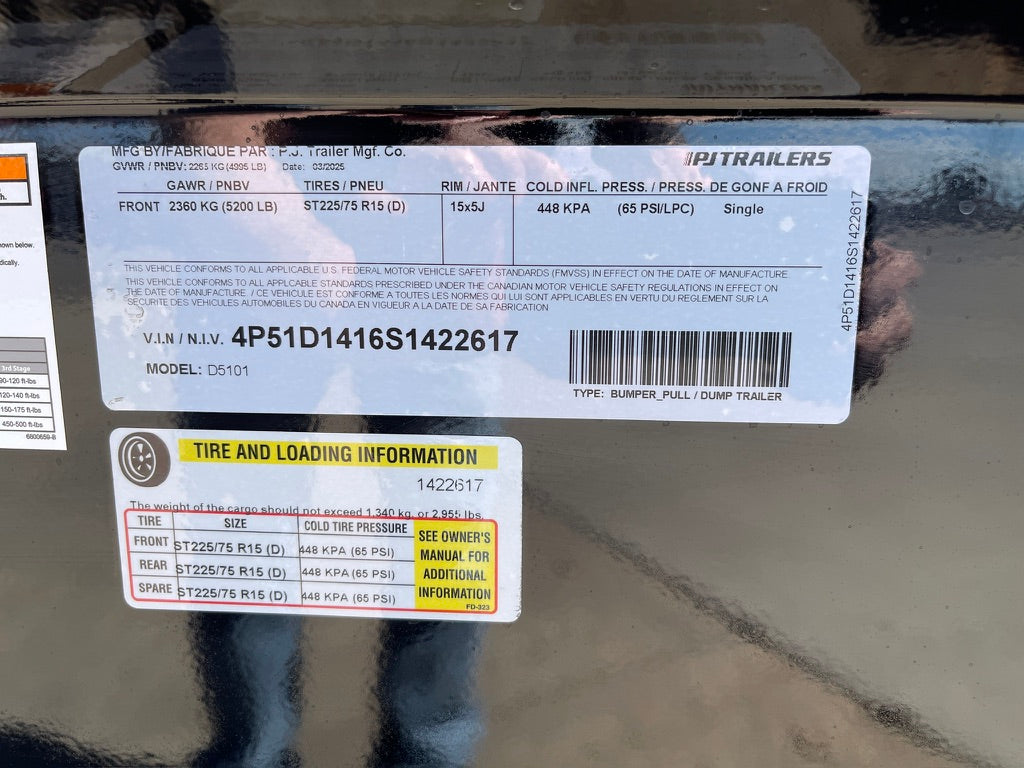 MFG BY/FABRIQUE PAR : P.J. Trailer Mfg. Co.
PJTRAILERS
GVWR / PNBV: 2265 KG (4995 LB) Date: 03/2025
GAWR / PNBV TIRES / PNEU RIM / JANTE COLD INFL. PRESS. / PRESS. DE GONF A FROID
FRONT 2360 KG (5200 LB) ST225/75 R15 (D) 15x5J 448 KPA (65 PSI/LPC) Single
THIS VEHICLE CONFORMS TO ALL APPLICABLE U.S. FEDERAL MOTOR VEHICLE SAFETY STANDARDS (FMVSS) IN EFFECT ON THE DATE OF MANUFACTURE.
THIS VEHICLE CONFORMS TO ALL APPLICABLE STANDARDS PRESCRIBED UNDER THE CANADIAN MOTOR VEHICLE SAFETY REGULATIONS IN EFFECT ON
THE DATE OF MANUFACTURE. / CE VEHICULE EST CONFORME A TOUTES LES NORMES QUI LUI SONT APPLICABLES EN VERTU DU REGLEMENT SUR LA
SECURITE DES VEHICULES AUTOMOBILES DU CANADA EN VIGUEUR A LA DATE DE SA FABRICATION
V.I.N / N.I.V. 4P51D1416S1422617
MODEL: D5101
TYPE: BUMPER_PULL / DUMP TRAILER
4P51D1416S1422617
TIRE AND LOADING INFORMATION
1422617
The weight of the cargo should not exceed 1,340 kg. or 2,955 lbs.
TIRE SIZE COLD TIRE PRESSURE
FRONT ST225/75 R15 (D) 448 KPA (65 PSI)
REAR ST225/75 R15 (D) 448 KPA (65 PSI)
SPARE ST225/75 R15 (D) 448 KPA (65 PSI)
SEE OWNER'S
MANUAL FOR
ADDITIONAL
INFORMATION
FD-323
shown below.
3rd Stage
90-120 ft-lbs
120-140 ft-lbs
150-175 ft-lbs
450-500 ft-lbs
6800659-B